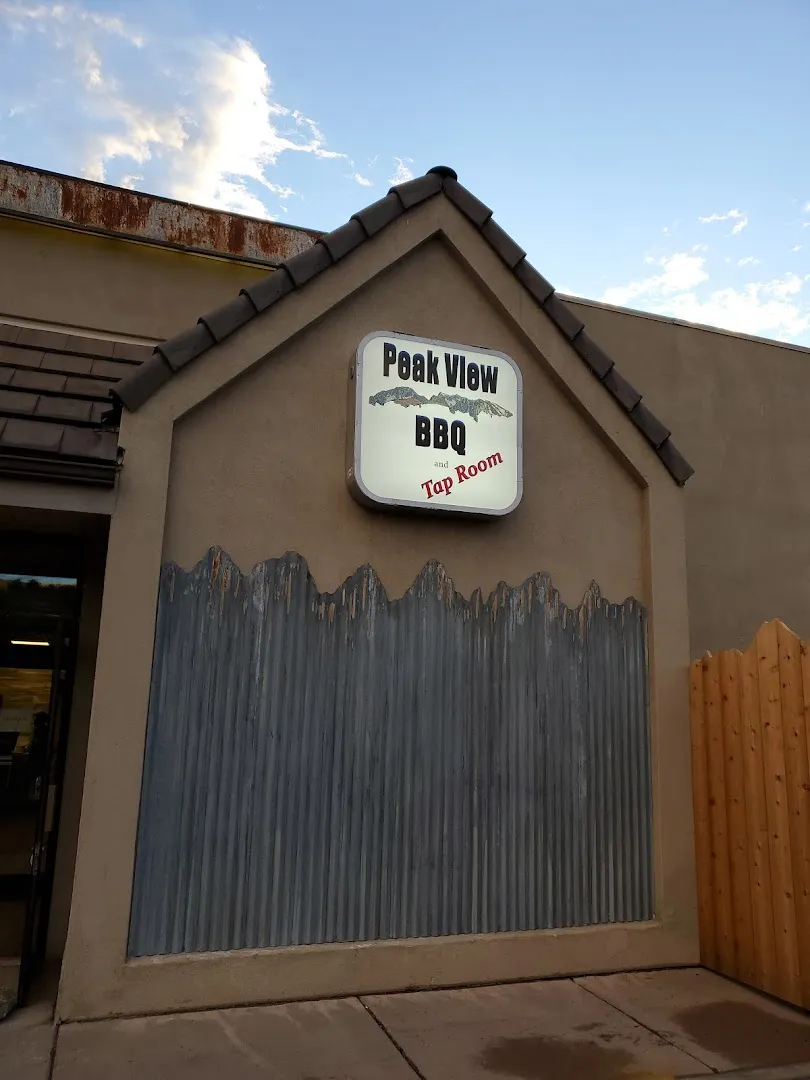 Peak View
BBQ
and
Tap Room